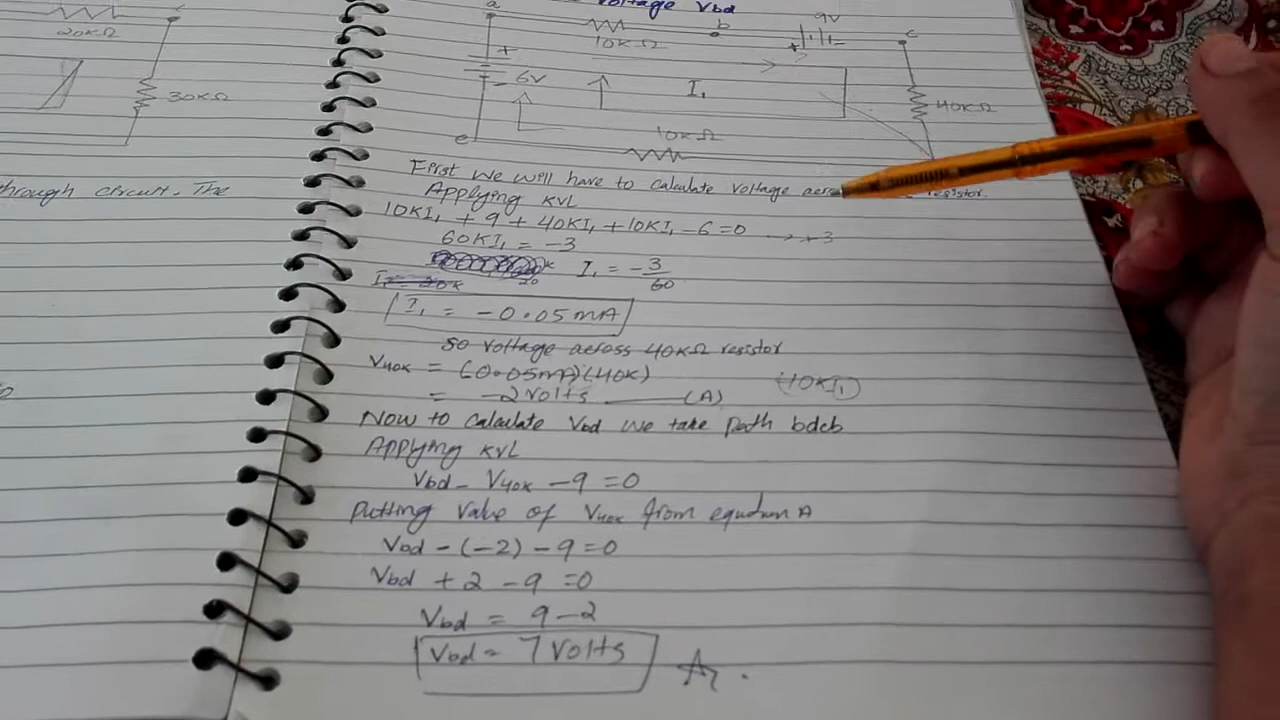 Voltage Vbd
a
10KΩ
b
9V
+
-
c
20KΩ
30KΩ
+
- 6V
I₁
40KΩ
e
10KΩ
through circuit. The
First we will have to calculate voltage resistor.
Applying KVL
10KI₁ + 9 + 40KI₁ + 10KI₁ - 6 = 0 → +3
60KI₁ = -3
I₁ = -3/60
I₁ = -0.05mA
so voltage across 40KΩ resistor
V40K = (-0.05mA)(40K)
(40KI₁)
= -2 volts (A)
Now to calculate Vbd we take path bdcb
Applying KVL
Vbd - V40K - 9 = 0
Putting value of V40K from equation A
Vbd - (-2) - 9 = 0
Vbd + 2 - 9 = 0
Vbd = 9 - 2
Vbd = 7 Volts